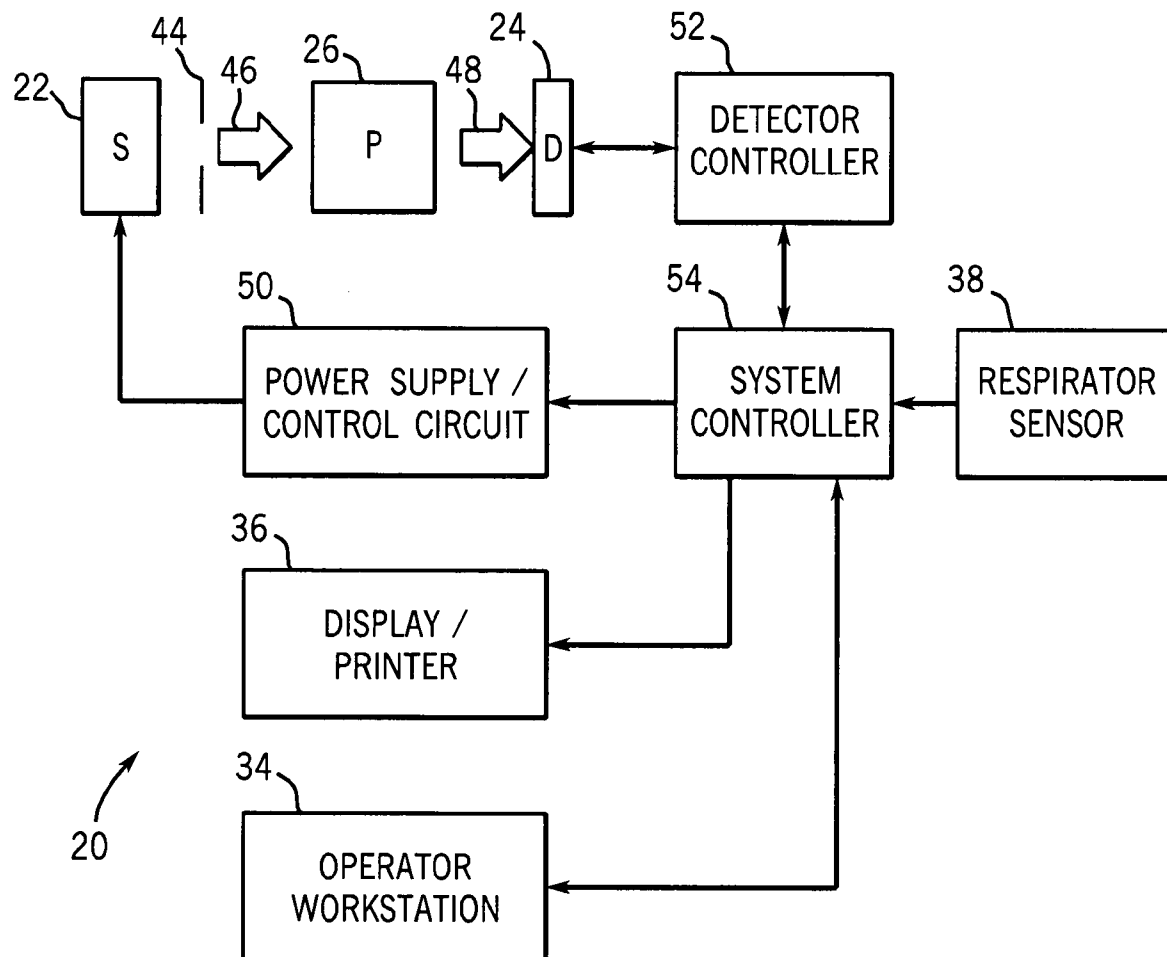 44
26
24
52
22
46
48
S
P
D
DETECTOR
CONTROLLER
50
54
38
POWER SUPPLY /
CONTROL CIRCUIT
SYSTEM
CONTROLLER
RESPIRATOR
SENSOR
36
DISPLAY /
PRINTER
34
20
OPERATOR
WORKSTATION